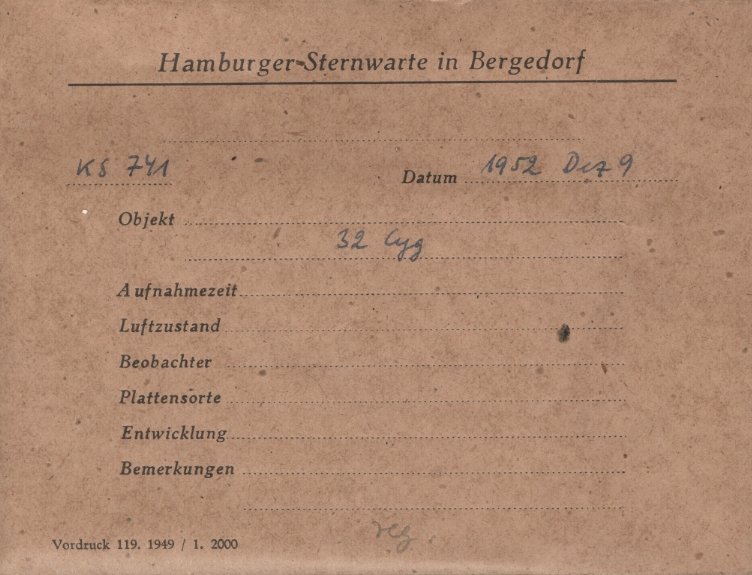 Hamburger-Sternwarte in Bergedorf
KS 741 Datum 1952 Dez 9
Objekt
32 Cyg
Aufnahmezeit
Luftzustand
Beobachter
Plattensorte
Entwicklung
Bemerkungen
reg
Vordruck 119. 1949 / 1. 2000